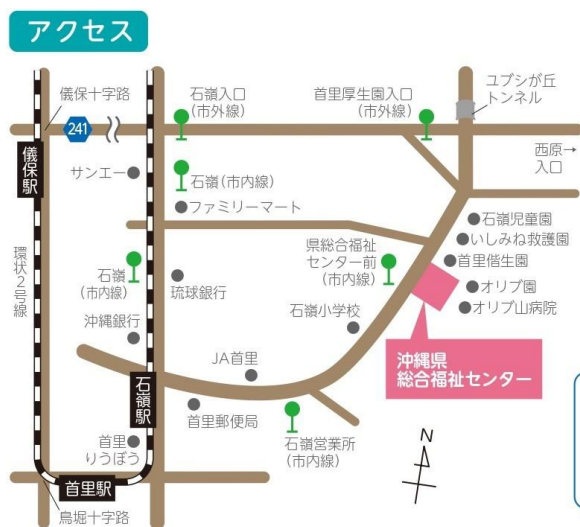 アクセス
儀保十字路
241
石嶺入口
(市外線)
首里厚生園入口
(市外線)
ユブシが丘
トンネル
西原→
入口
儀保駅
サンエー
石嶺(市内線)
ファミリーマート
環状2号線
石嶺
(市内線)
琉球銀行
県総合福祉
センター前
(市内線)
石嶺児童園
いしみね救護園
首里偕生園
オリブ園
オリブ山病院
沖縄銀行
石嶺小学校
沖縄県
総合福祉センター
JA首里
石嶺駅
首里郵便局
石嶺営業所
(市内線)
首里
りうぼう
N
首里駅
鳥堀十字路